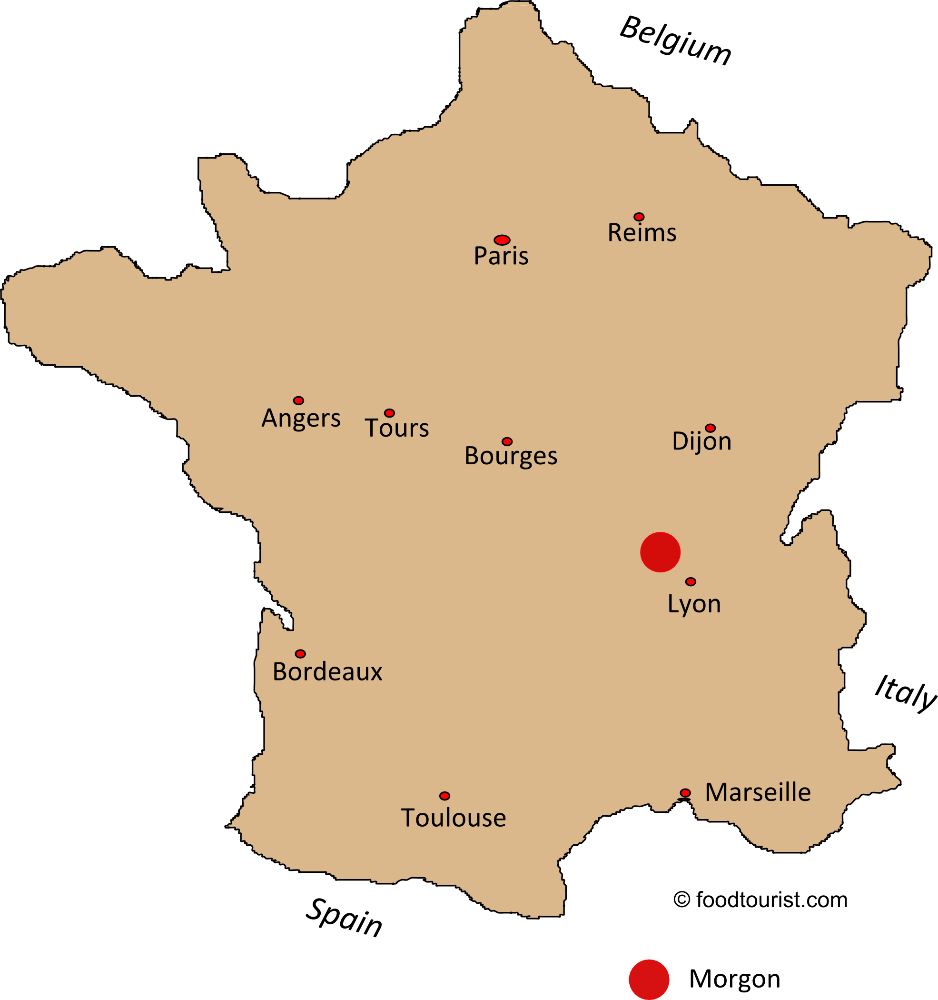 Belgium
Reims
Paris
Angers
Tours
Dijon
Bourges
Lyon
Bordeaux
Italy
Marseille
Toulouse
© foodtourist.com
Spain
Morgon